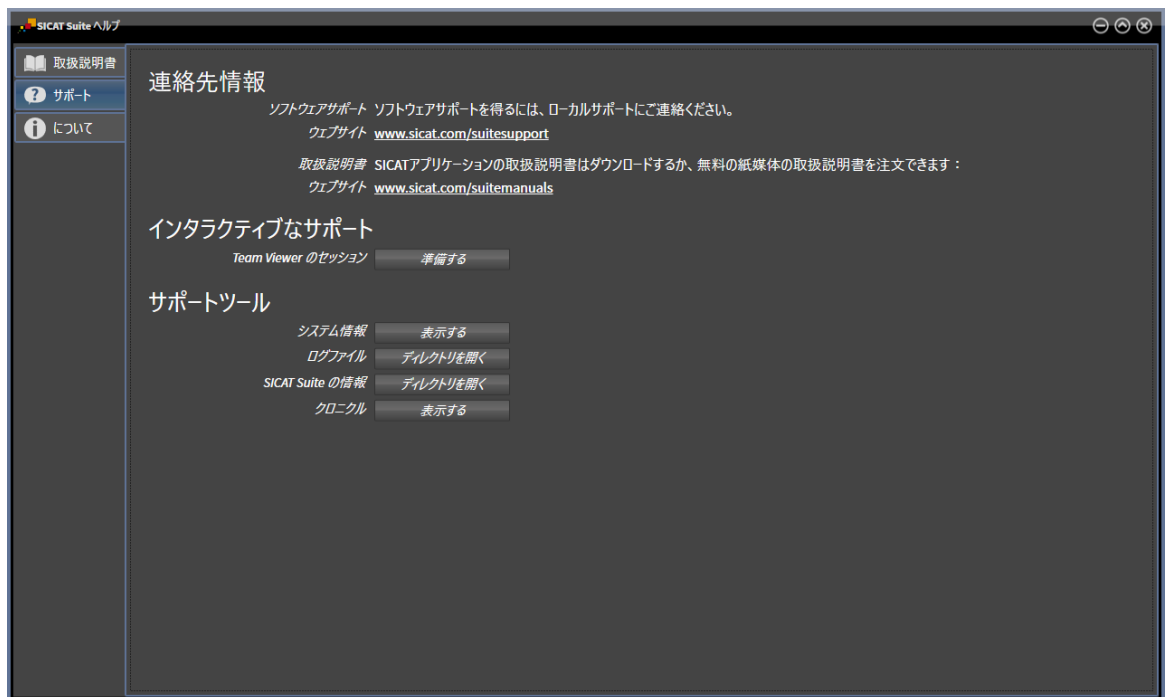 SICAT Suite ヘルプ
取扱説明書
サポート
について
連絡先情報
ソフトウェアサポート ソフトウェアサポートを得るには、ローカルサポートにご連絡ください。
ウェブサイト www.sicat.com/suitesupport
取扱説明書 SICATアプリケーションの取扱説明書はダウンロードするか、無料の紙媒体の取扱説明書を注文できます：
ウェブサイト www.sicat.com/suitemanuals
インタラクティブなサポート
Team Viewer のセッション 準備する
サポートツール
システム情報 表示する
ログファイル ディレクトリを開く
SICAT Suite の情報 ディレクトリを開く
クロニクル 表示する